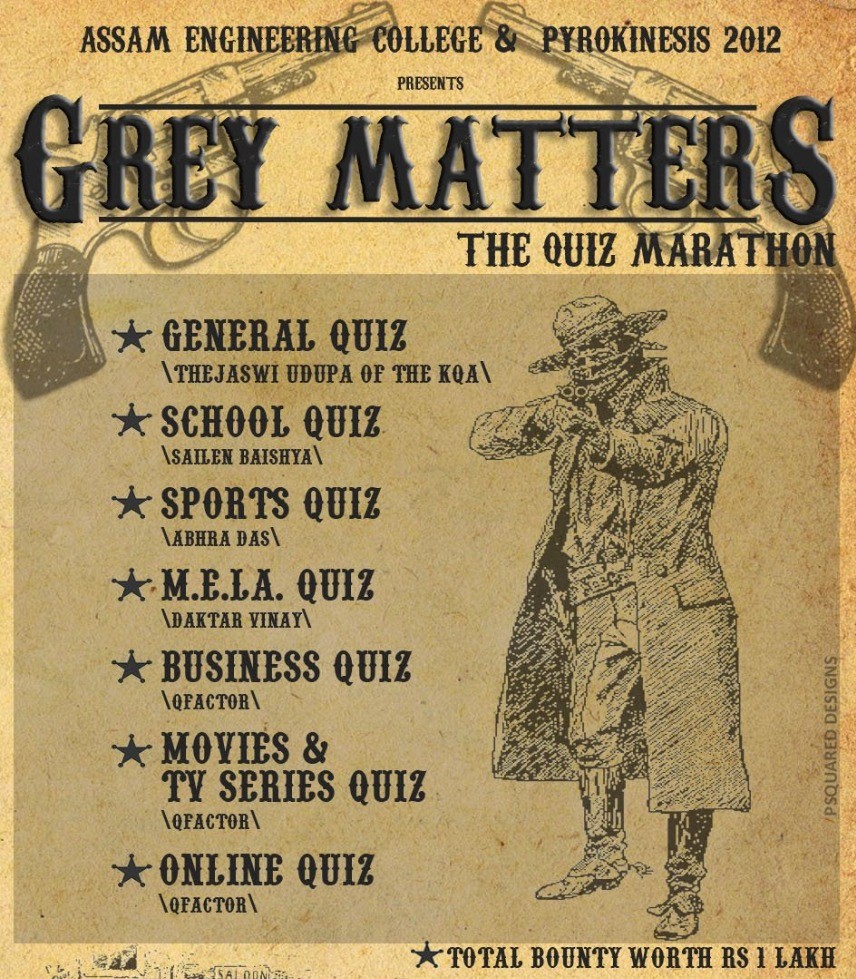 ASSAM ENGINEERING COLLEGE & PYROKINESIS 2012
PRESENTS
GREY MATTERS
THE QUIZ MARATHON
GENERAL QUIZ
\THEJASWI UDUPA OF THE KQA\
SCHOOL QUIZ
\SAILEN BAISHYA\
SPORTS QUIZ
\ABHRA DAS\
M.E.L.A. QUIZ
\DAKTAR VINAY\
BUSINESS QUIZ
\QFACTOR\
MOVIES &
TV SERIES QUIZ
\QFACTOR\
ONLINE QUIZ
\QFACTOR\
/PSQUARED DESIGNS
TOTAL BOUNTY WORTH RS 1 LAKH
SALOON